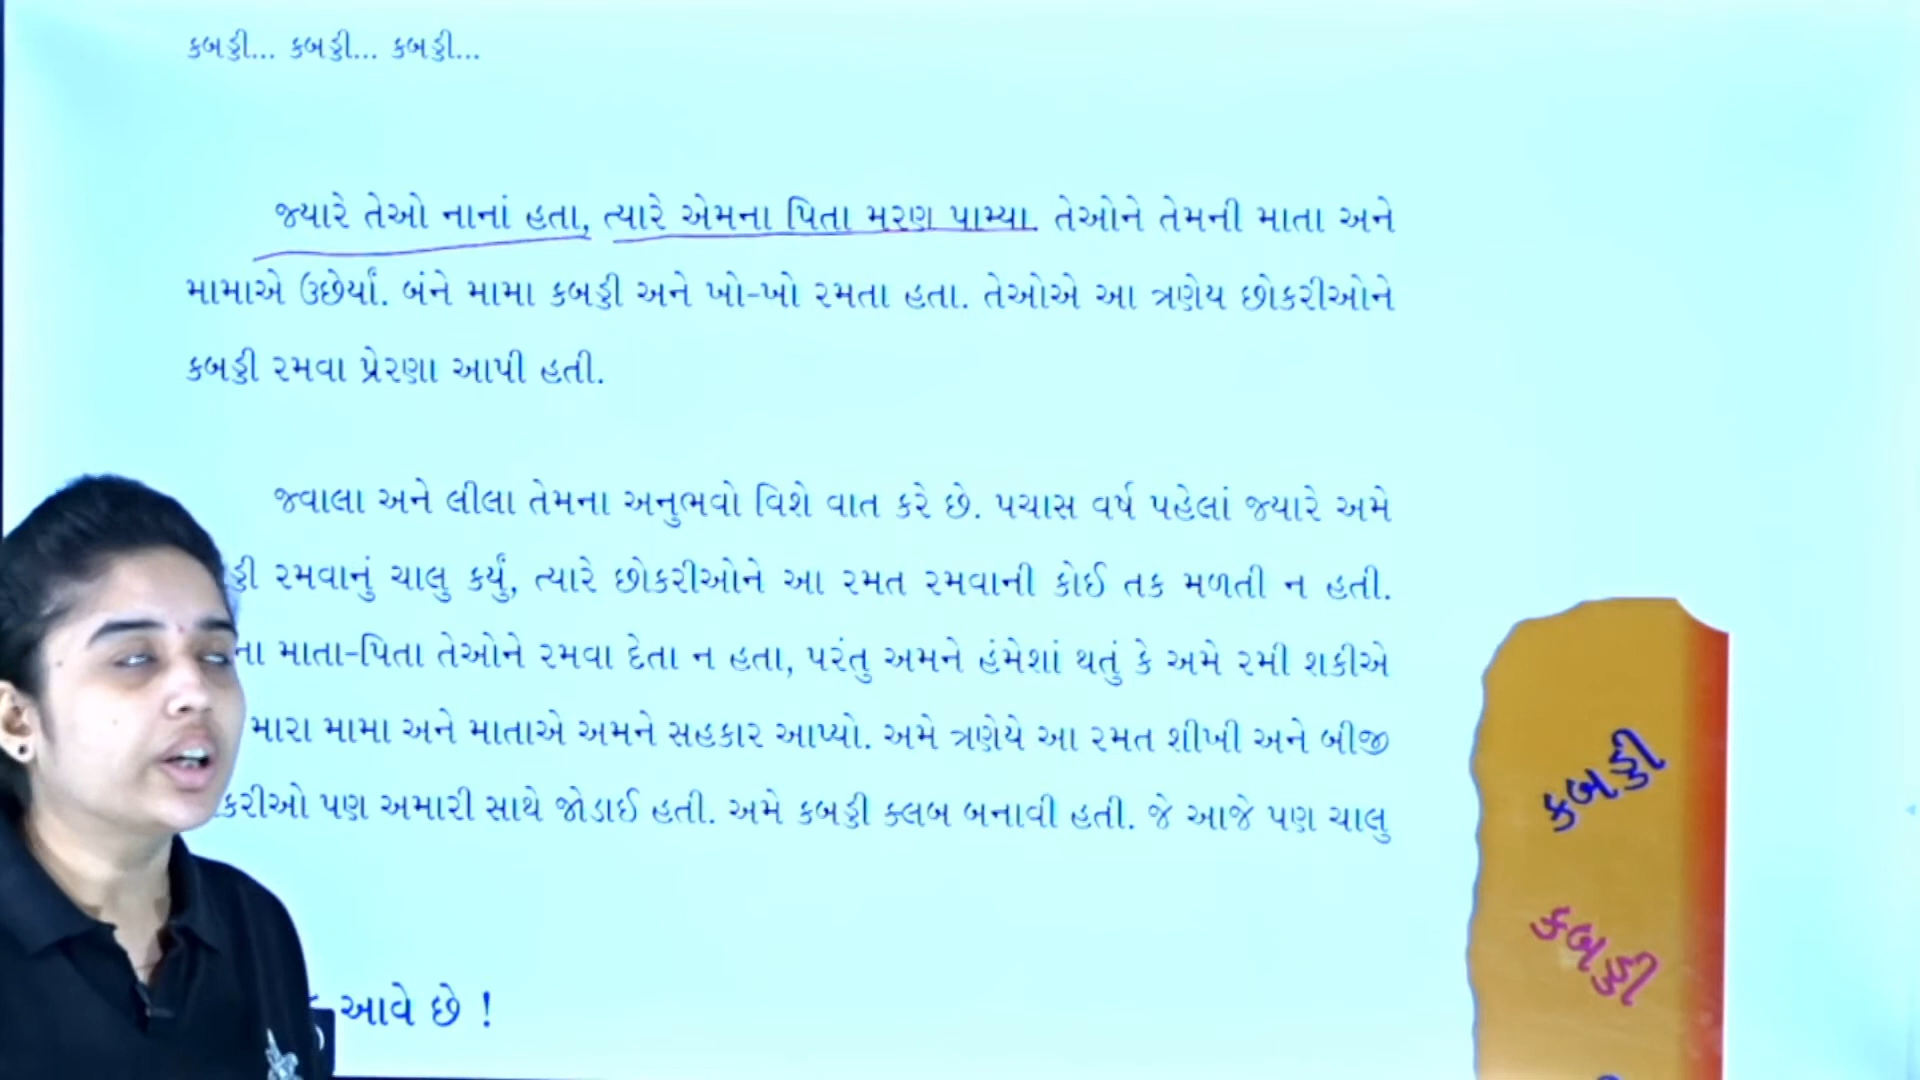 કબડ્ડી... કબડ્ડી... કબડ્ડી...
જ્યારે તેઓ નાનાં હતા, ત્યારે એમના પિતા મરણ પામ્યા. તેઓને તેમની માતા અને
મામાએ ઉછેર્યાં. બંને મામા કબડ્ડી અને ખો-ખો રમતા હતા. તેઓએ આ ત્રણેય છોકરીઓને
કબડ્ડી રમવા પ્રેરણા આપી હતી.
જ્વાલા અને લીલા તેમના અનુભવો વિશે વાત કરે છે. પચાસ વર્ષ પહેલાં જ્યારે અમે
રમવાનું ચાલુ કર્યું, ત્યારે છોકરીઓને આ રમત રમવાની કોઈ તક મળતી ન હતી.
માતા-પિતા તેઓને રમવા દેતા ન હતા, પરંતુ અમને હંમેશાં થતું કે અમે રમી શકીએ
મારા મામા અને માતાએ અમને સહકાર આપ્યો. અમે ત્રણેયે આ રમત શીખી અને બીજી
પણ અમારી સાથે જોડાઈ હતી. અમે કબડ્ડી ક્લબ બનાવી હતી. જે આજે પણ ચાલુ
આવે છે !
કબડ્ડી
કબડ્ડી